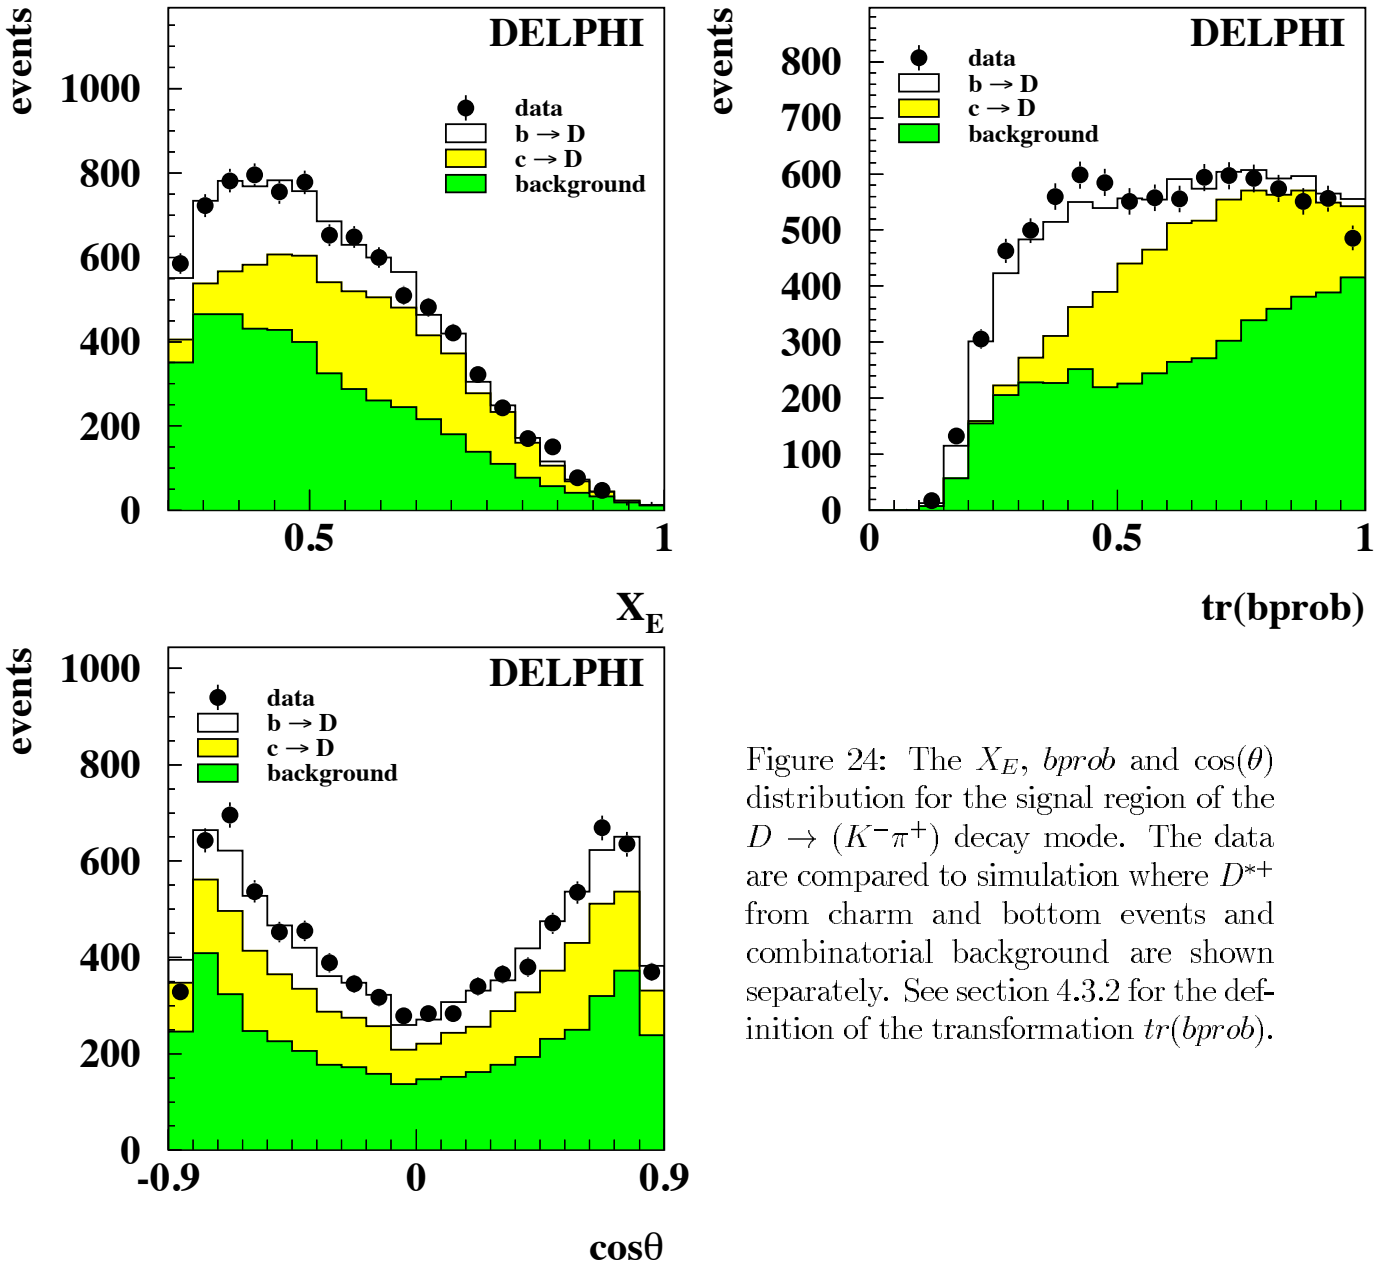 events
DELPHI
1000
800
600
400
200
0
data
b → D
c → D
background
0.5
1
X_E
events
DELPHI
800
700
600
500
400
300
200
100
0
data
b → D
c → D
background
0
0.5
1
tr(bprob)
events
DELPHI
1000
800
600
400
200
0
data
b → D
c → D
background
-0.9
0
0.9
cosθ
Figure 24: The X_E, bprob and cos(θ)
distribution for the signal region of the
D → (K⁻π⁺) decay mode. The data
are compared to simulation where D*⁺
from charm and bottom events and
combinatorial background are shown
separately. See section 4.3.2 for the def-
inition of the transformation tr(bprob).